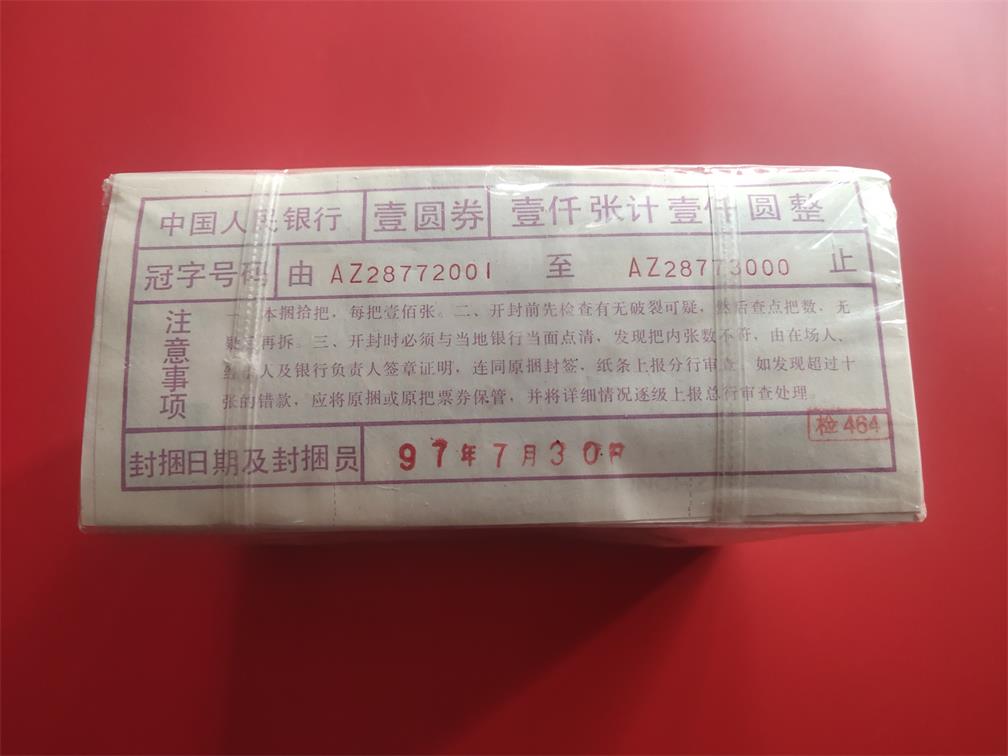 中国人民银行 壹圆券 壹仟张计壹仟圆整
冠字号码 由 AZ28772001 至 AZ28773000 止
注意事项
一、本捆拾把，每把壹佰张。二、开封前先检查有无破裂可疑，然后查点把数，无
再拆。三、开封时必须与当地银行当面点清，发现把内张数不符，由在场人、
人及银行负责人签章证明，连同原捆封签，纸条上报分行审查。如发现超过十
张的错款，应将原捆或原把票券保管，并将详细情况逐级上报总行审查处理。
检464
封捆日期及封捆员 97年7月30日